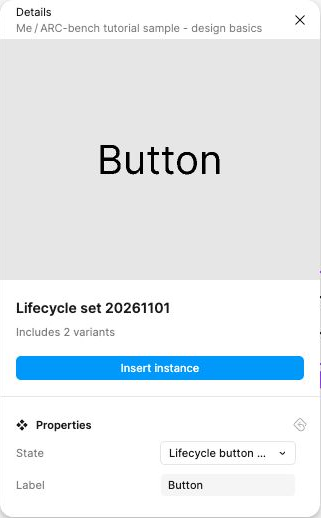 Details
Me / ARC-bench tutorial sample - design basics
Button
Lifecycle set 20261101
Includes 2 variants
Insert instance
Properties
State
Lifecycle button ...
Label
Button